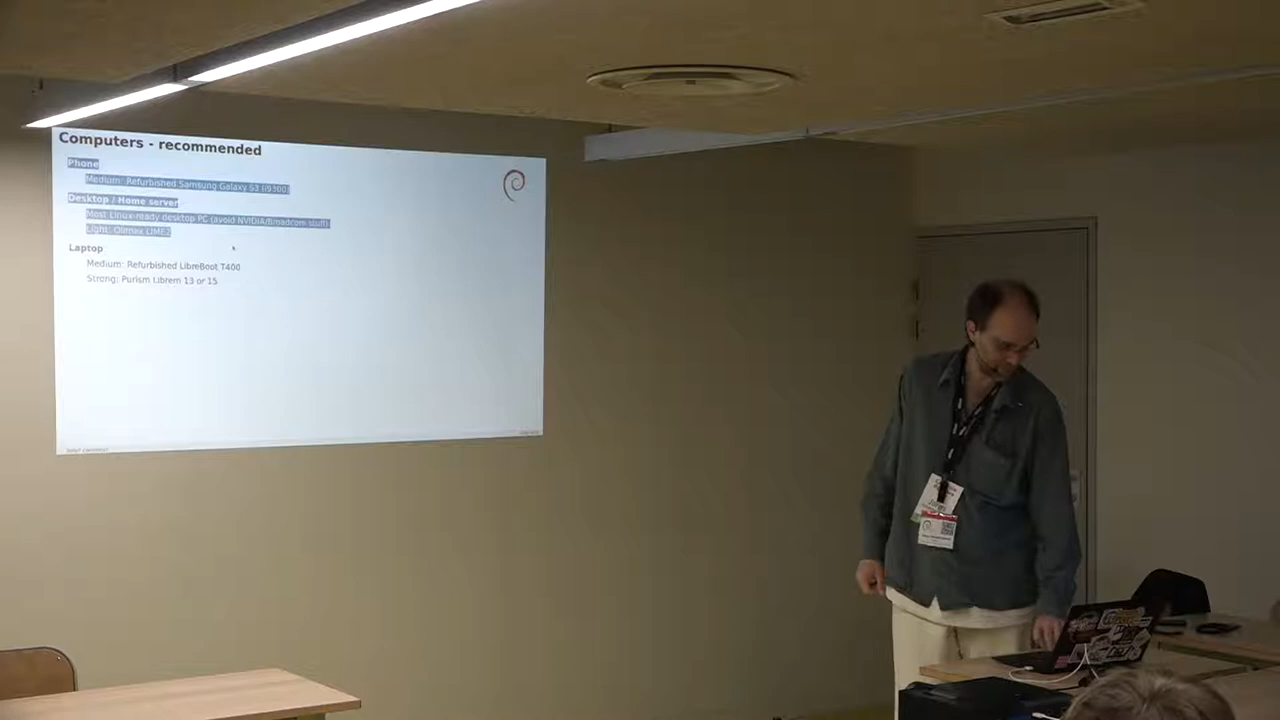 Computers - recommended
Phone
Medium: Refurbished Samsung Galaxy S3 (i9300)
Desktop / Home server
Most Linux-ready desktop PC (avoid NVIDIA/Broadcom stuff)
Light: Olimex LIME2
Laptop
Medium: Refurbished LibreBoot T400
Strong: Purism Librem 13 or 15